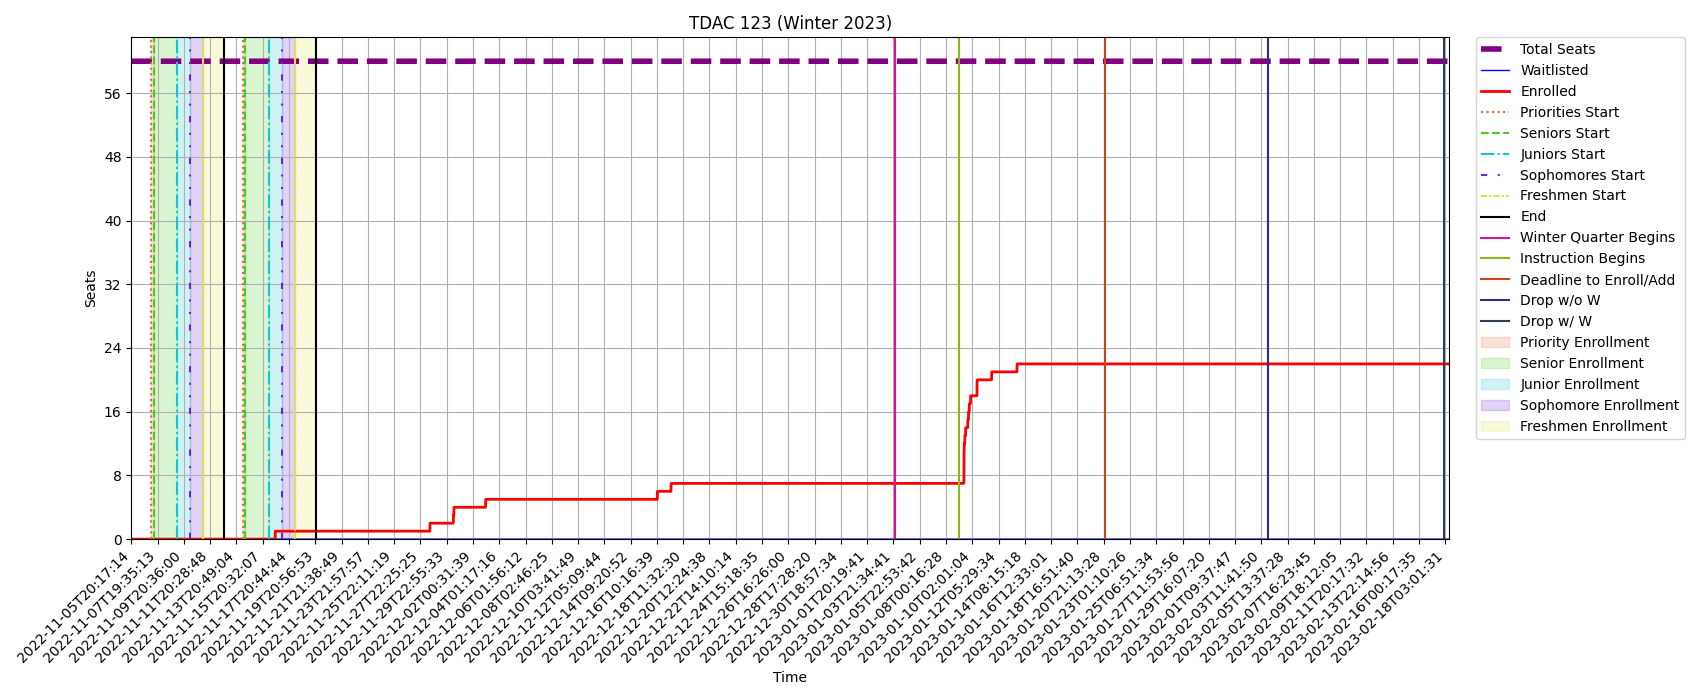 TDAC 123 (Winter 2023)
Seats
56
48
40
32
24
16
8
0
2022-11-05T20:17:14
2022-11-07T19:35:13
2022-11-09T20:36:00
2022-11-11T20:28:48
2022-11-13T20:49:04
2022-11-15T20:32:07
2022-11-17T20:44:44
2022-11-19T20:56:53
2022-11-21T21:38:49
2022-11-23T21:57:57
2022-11-25T22:11:19
2022-11-27T22:25:25
2022-11-29T22:55:33
2022-12-02T00:31:39
2022-12-04T01:17:16
2022-12-06T01:56:12
2022-12-08T02:46:25
2022-12-10T03:41:49
2022-12-12T05:09:44
2022-12-14T09:20:52
2022-12-16T10:16:39
2022-12-18T11:32:30
2022-12-20T12:24:38
2022-12-22T14:10:14
2022-12-24T15:18:35
2022-12-26T16:26:00
2022-12-28T17:28:20
2022-12-30T18:57:34
2023-01-01T20:19:41
2023-01-03T21:34:41
2023-01-05T22:53:42
2023-01-08T00:16:28
2023-01-10T02:01:04
2023-01-12T05:29:34
2023-01-14T08:15:18
2023-01-16T12:33:01
2023-01-18T16:51:40
2023-01-20T21:13:28
2023-01-23T01:10:26
2023-01-25T06:51:34
2023-01-27T11:53:56
2023-01-29T16:07:20
2023-02-01T09:37:47
2023-02-03T11:41:50
2023-02-05T13:37:28
2023-02-07T16:23:45
2023-02-09T18:12:05
2023-02-11T20:17:32
2023-02-13T22:14:56
2023-02-16T00:17:35
2023-02-18T03:01:31
Time
Total Seats
Waitlisted
Enrolled
Priorities Start
Seniors Start
Juniors Start
Sophomores Start
Freshmen Start
End
Winter Quarter Begins
Instruction Begins
Deadline to Enroll/Add
Drop w/o W
Drop w/ W
Priority Enrollment
Senior Enrollment
Junior Enrollment
Sophomore Enrollment
Freshmen Enrollment